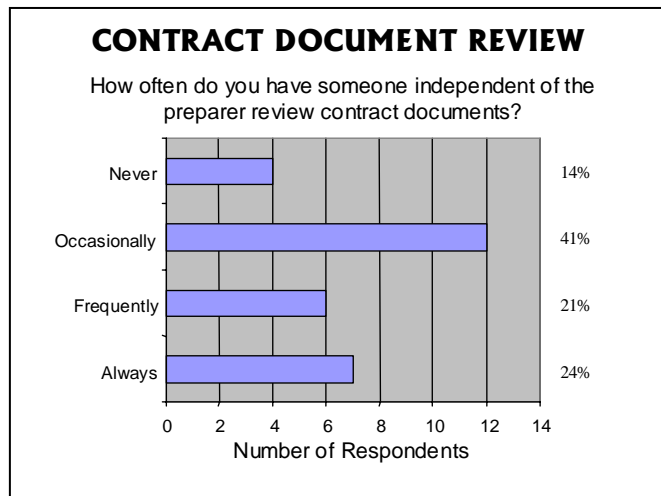 CONTRACT DOCUMENT REVIEW
How often do you have someone independent of the
preparer review contract documents?
Never
14%
Occasionally
41%
Frequently
21%
Always
24%
0 2 4 6 8 10 12 14
Number of Respondents